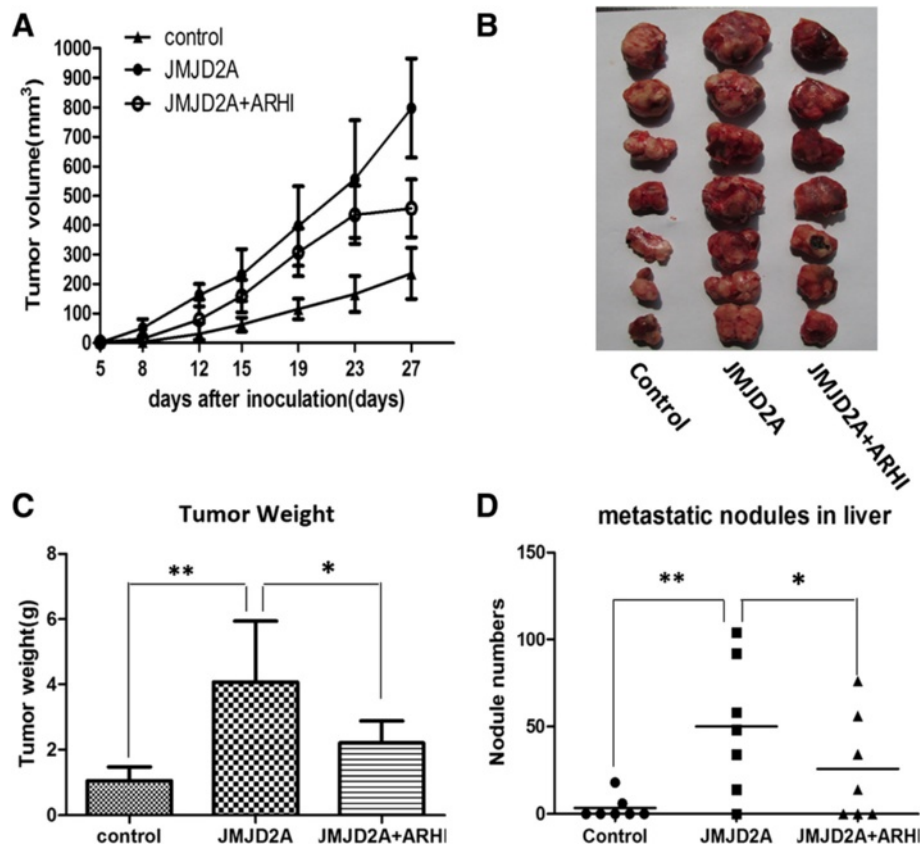 A
control
JMJD2A
JMJD2A+ARHI
Tumor volume(mm³)
1000
900
800
700
600
500
400
300
200
100
0
5 8 12 15 19 23 27
days after inoculation(days)
B
Control
JMJD2A
JMJD2A+ARHI
C
Tumor Weight
Tumor weight(g)
8
6
4
2
0
**
*
control JMJD2A JMJD2A+ARHI
D
metastatic nodules in liver
Nodule numbers
150
100
50
0
**
*
Control JMJD2A JMJD2A+ARHI